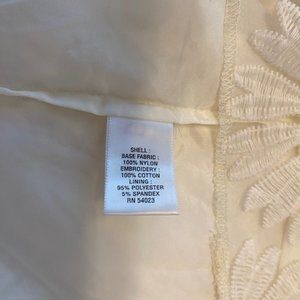 SHELL :
BASE FABRIC :
100% NYLON
EMBROIDERY :
100% COTTON
LINING :
95% POLYESTER
5% SPANDEX
RN 54023